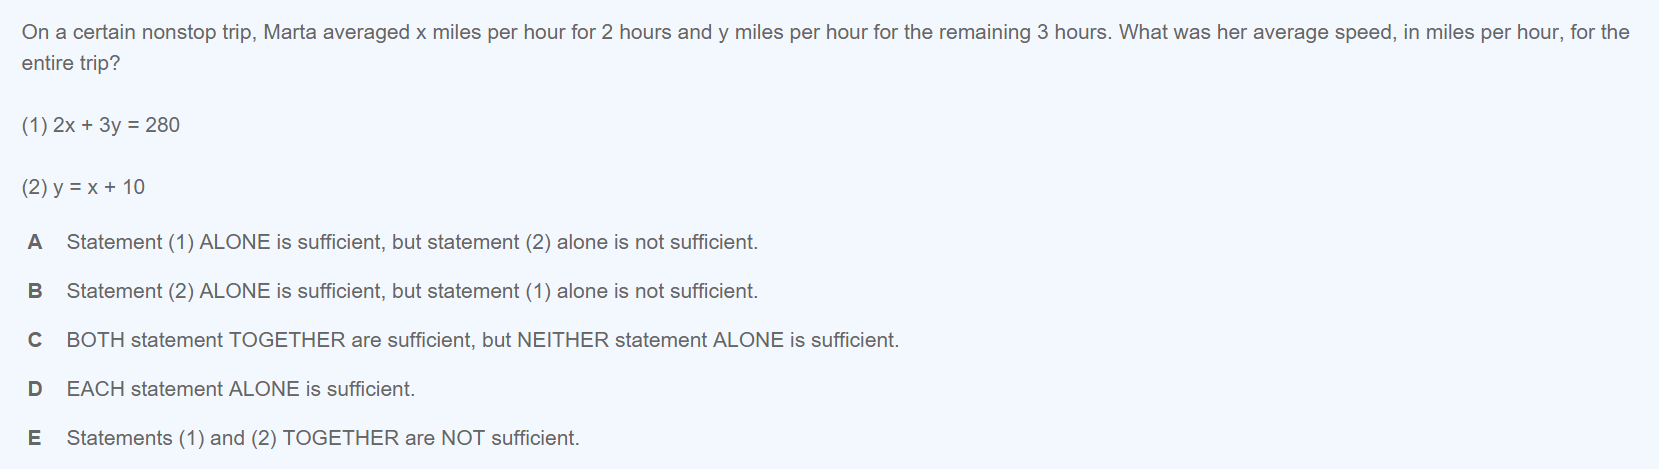 On a certain nonstop trip, Marta averaged x miles per hour for 2 hours and y miles per hour for the remaining 3 hours. What was her average speed, in miles per hour, for the
entire trip?
(1) 2x + 3y = 280
(2) y = x + 10
A Statement (1) ALONE is sufficient, but statement (2) alone is not sufficient.
B Statement (2) ALONE is sufficient, but statement (1) alone is not sufficient.
C BOTH statement TOGETHER are sufficient, but NEITHER statement ALONE is sufficient.
D EACH statement ALONE is sufficient.
E Statements (1) and (2) TOGETHER are NOT sufficient.